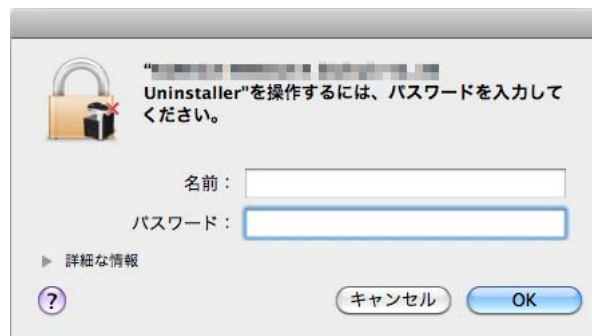 “
Uninstaller"を操作するには、パスワードを入力して
ください。
名前：
パスワード：
▶ 詳細な情報
?
キャンセル
OK